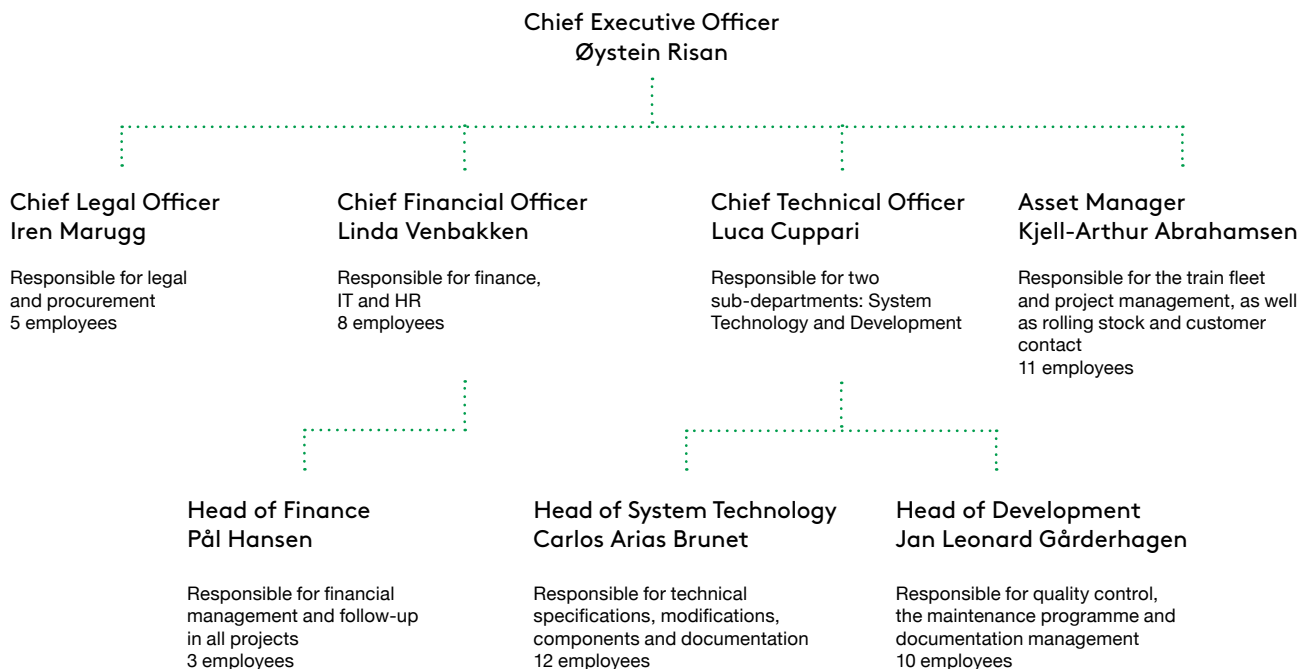 Chief Executive Officer
Øystein Risan
Chief Legal Officer
Iren Marugg
Responsible for legal
and procurement
5 employees
Chief Financial Officer
Linda Venbakken
Responsible for finance,
IT and HR
8 employees
Chief Technical Officer
Luca Cuppari
Responsible for two
sub-departments: System
Technology and Development
Asset Manager
Kjell-Arthur Abrahamsen
Responsible for the train fleet
and project management, as well
as rolling stock and customer
contact
11 employees
Head of Finance
Pål Hansen
Responsible for financial
management and follow-up
in all projects
3 employees
Head of System Technology
Carlos Arias Brunet
Responsible for technical
specifications, modifications,
components and documentation
12 employees
Head of Development
Jan Leonard Gårderhagen
Responsible for quality control,
the maintenance programme and
documentation management
10 employees